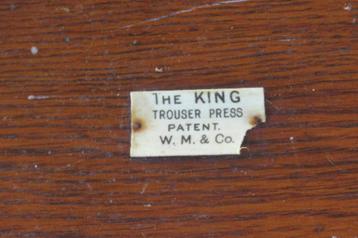 THE KING
TROUSER PRESS
PATENT.
W. M. & Co.